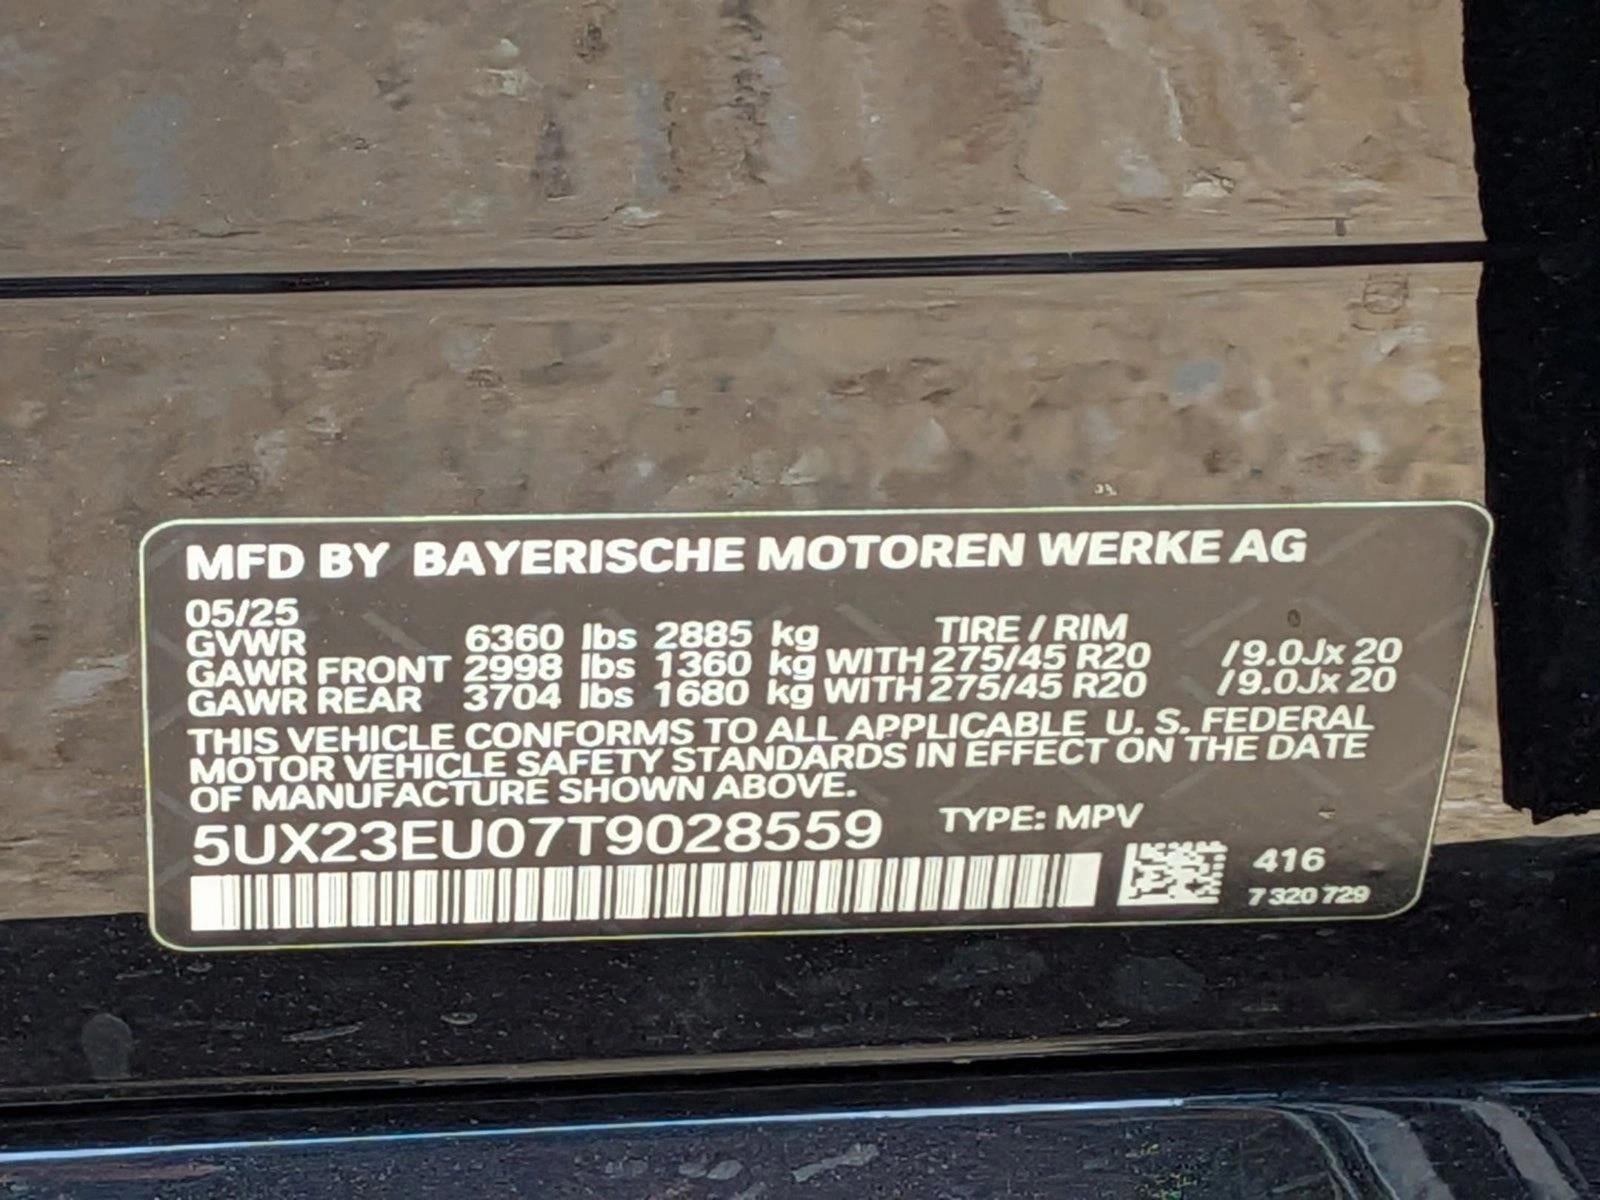 MFD BY BAYERISCHE MOTOREN WERKE AG
05/25
TIRE / RIM
GVWR 6360 lbs 2885 kg
GAWR FRONT 2998 lbs 1360 kg WITH 275/45 R20 /9.0Jx 20
GAWR REAR 3704 lbs 1680 kg WITH 275/45 R20 /9.0Jx 20
THIS VEHICLE CONFORMS TO ALL APPLICABLE U. S. FEDERAL
MOTOR VEHICLE SAFETY STANDARDS IN EFFECT ON THE DATE
OF MANUFACTURE SHOWN ABOVE.
5UX23EU07T9028559 TYPE: MPV
416
7 320 729